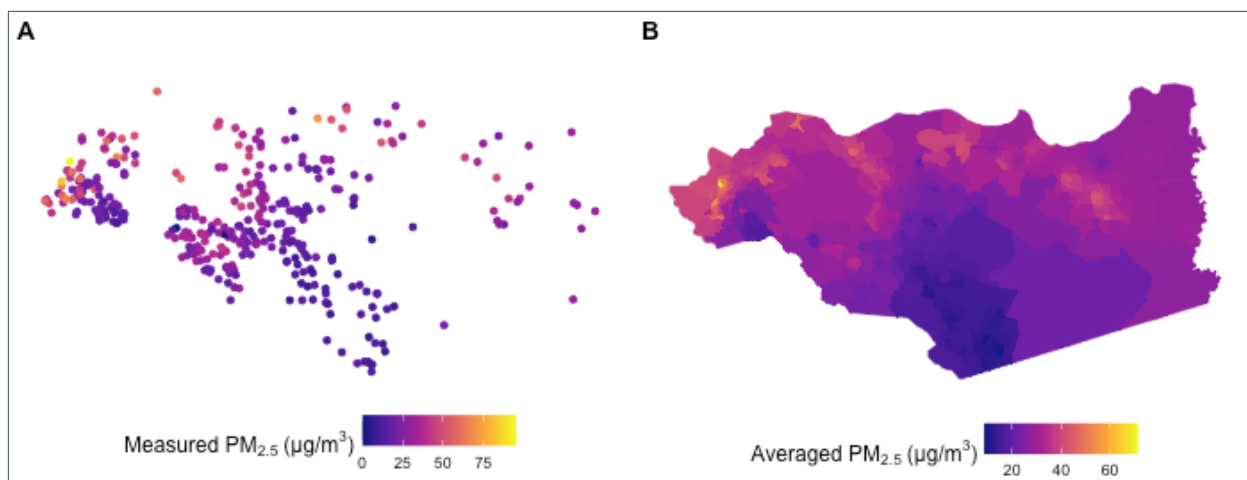 A
B
Measured PM₂.₅ (μg/m³)
0 25 50 75
Averaged PM₂.₅ (μg/m³)
20 40 60